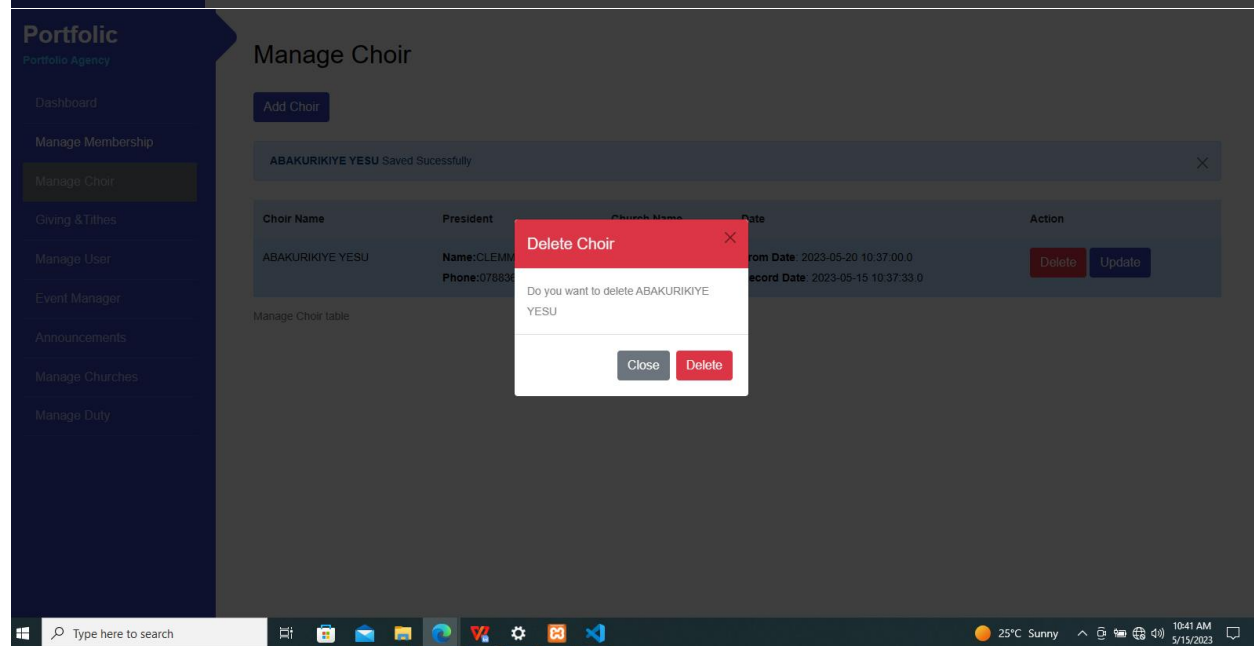 Portfolic
Portfolio Agency
Dashboard
Manage Membership
Manage Choir
Giving &Tithes
Manage User
Event Manager
Announcements
Manage Churches
Manage Duty
Manage Choir
Add Choir
ABAKURIKIYE YESU Saved Sucessfully
Choir Name President Church Name Date Action
ABAKURIKIYE YESU Name: rom Date: 2023-05-20 10:37:00.0 Delete Update
Phone: ecord Date: 2023-05-15 10:37:33.0
Manage Choir table
Delete Choir
Do you want to delete ABAKURIKIYE
YESU
Close Delete
Type here to search
25°C Sunny
10:41 AM
5/15/2023